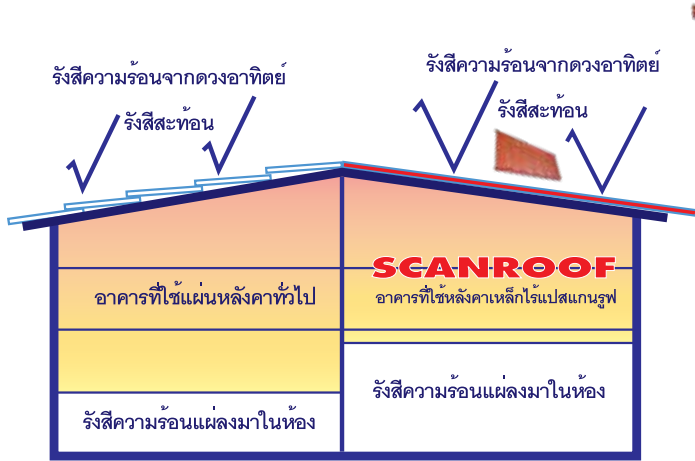 รังสีความร้อนจากดวงอาทิตย์
รังสีสะท้อน
รังสีความร้อนจากดวงอาทิตย์
รังสีสะท้อน
อาคารที่ใช้แผ่นหลังคาทั่วไป
SCANROOF
อาคารที่ใช้หลังคาเหล็กไร้แปสแกนรูฟ
รังสีความร้อนแผ่ลงมาในห้อง
รังสีความร้อนแผ่ลงมาในห้อง